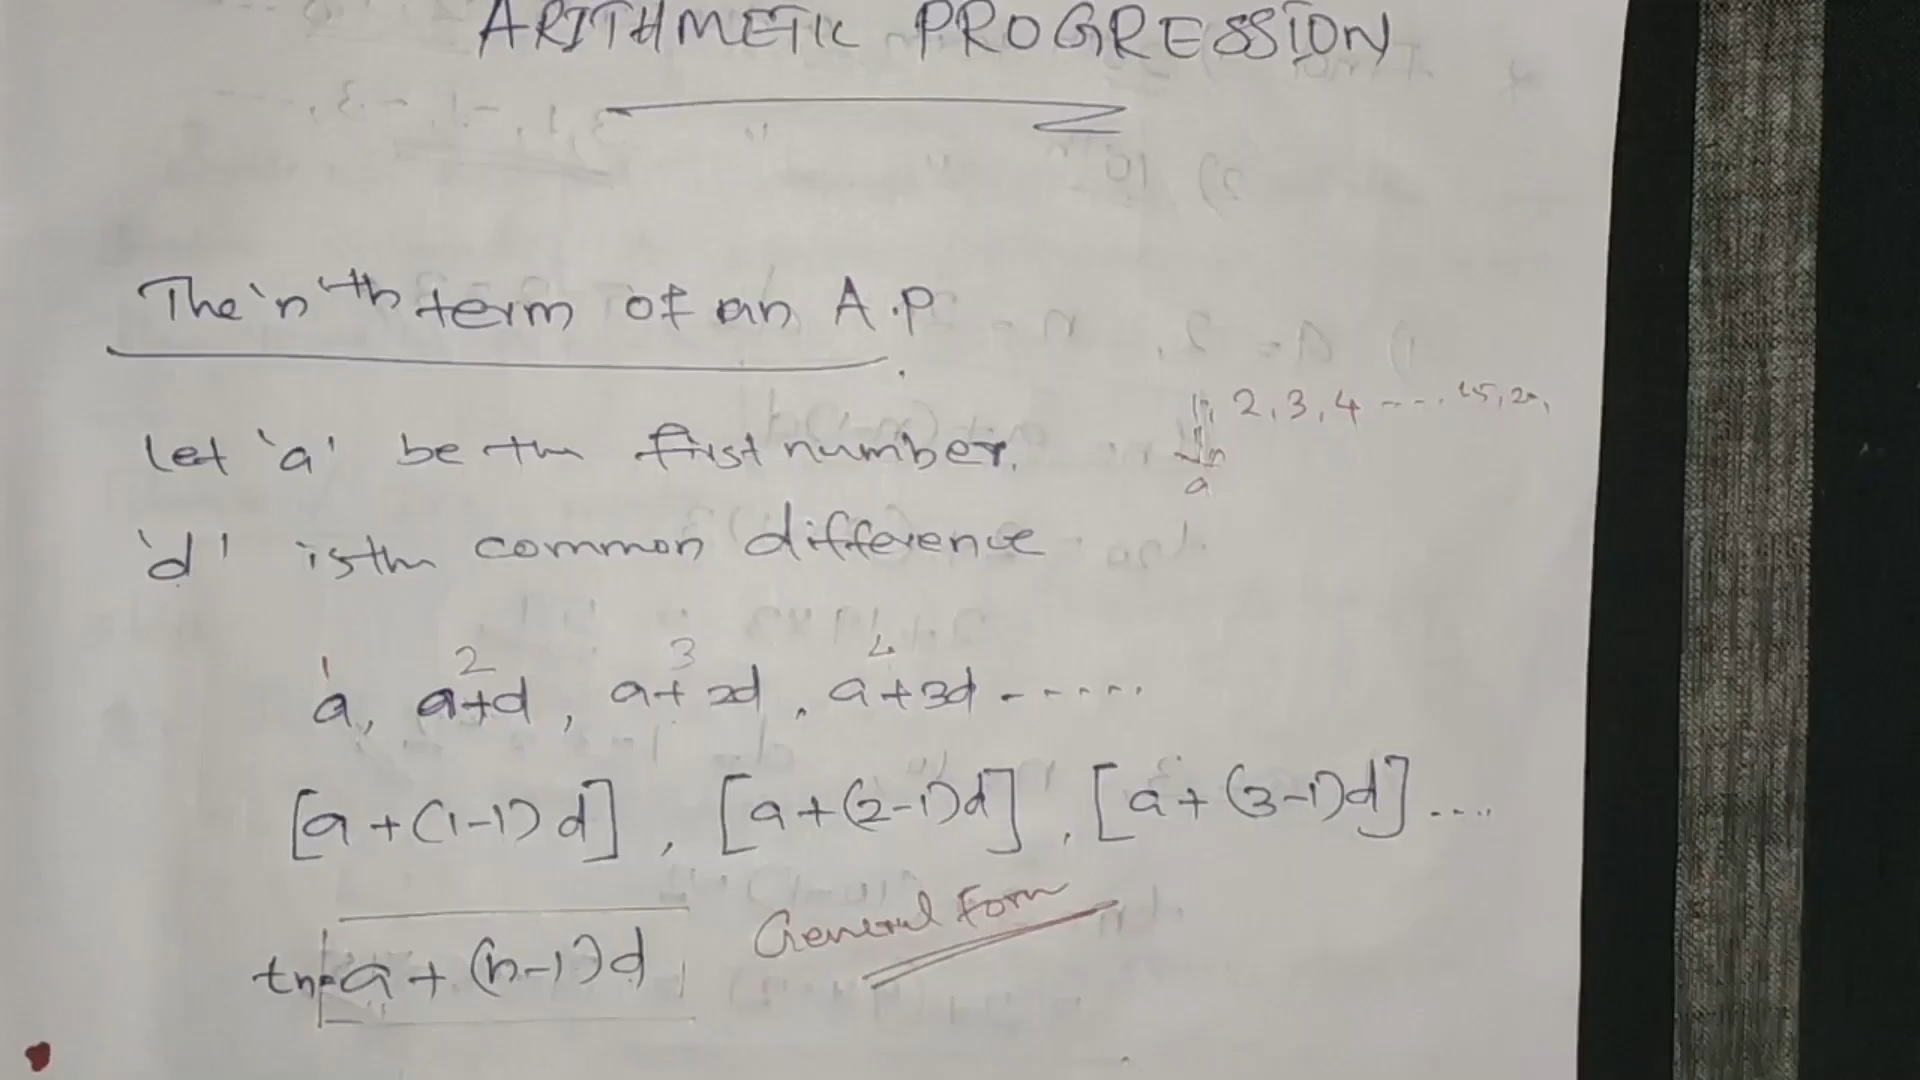 ARITHMETIC PROGRESSION
The 'n'th term of an A.P.
1, 2, 3, 4 ---- 15, 20,
a
Let 'a' be the first number.
'd' is the common difference
1 2 3 4
a, a+d, a+2d, a+3d ------
[a+(1-1)d], [a+(2-1)d], [a+(3-1)d]....
General Form
tn= a+(n-1)d